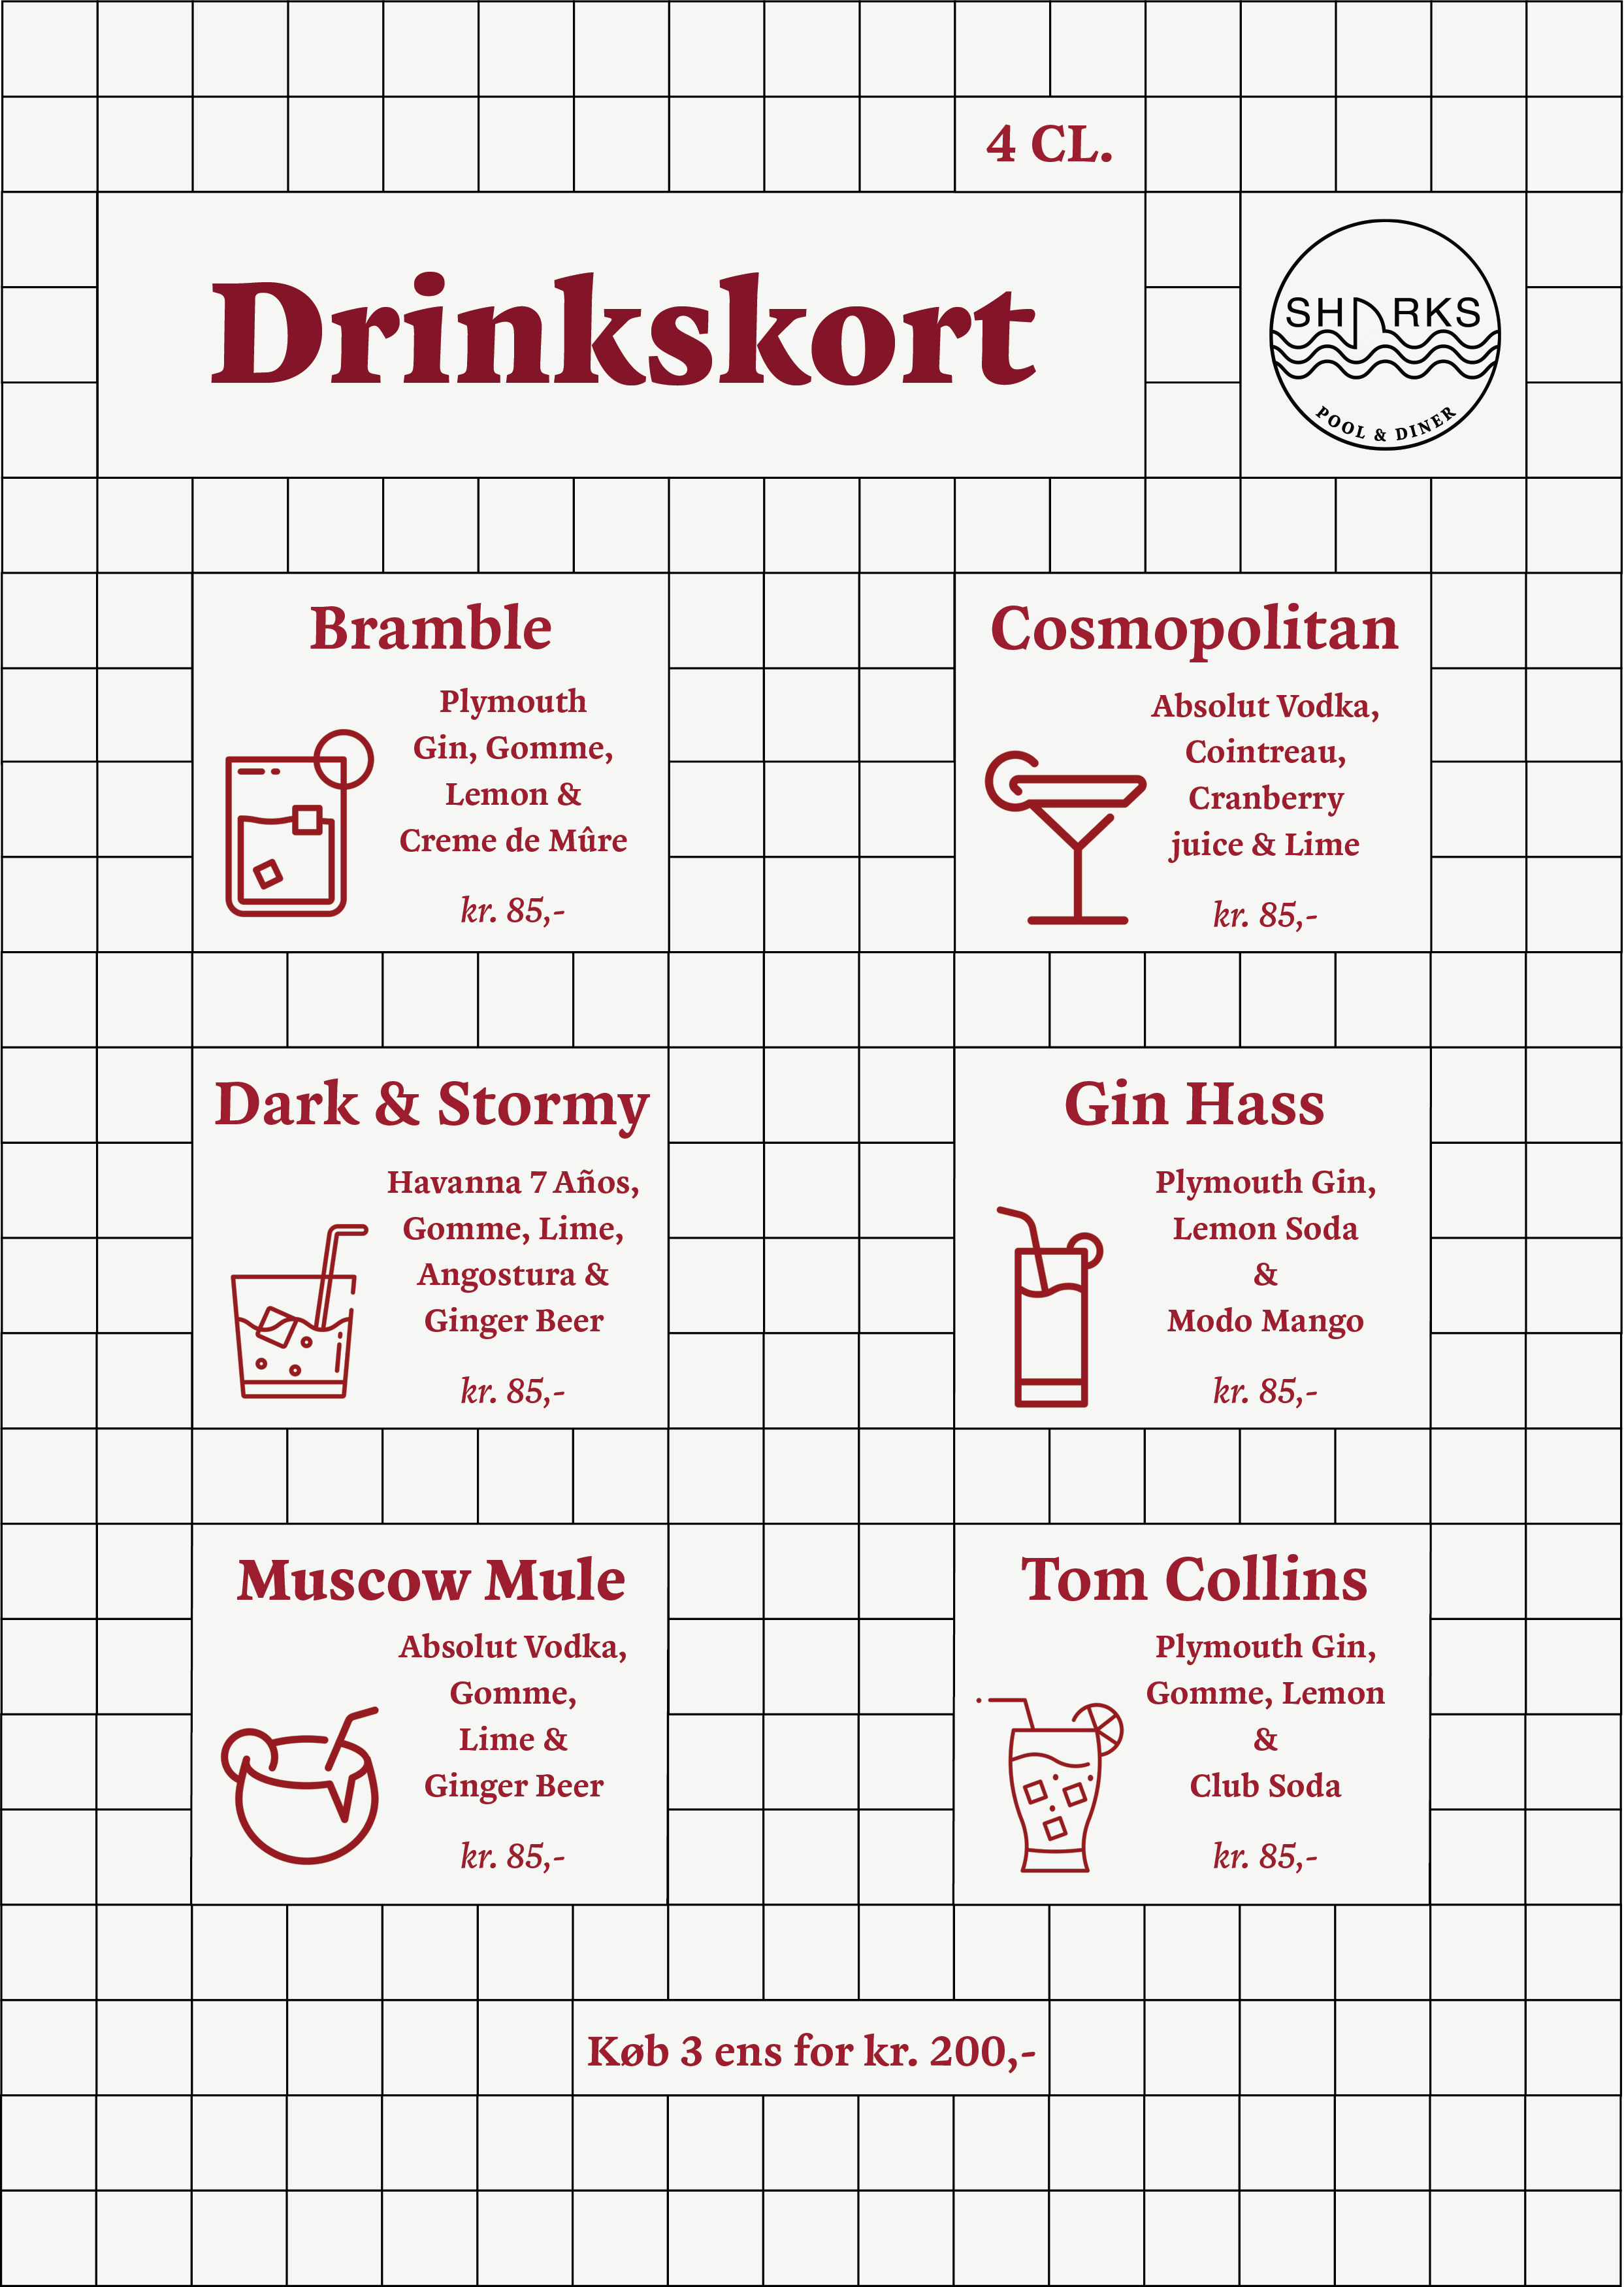 4 CL.
Drinkskort
SHARKS
POOL & DINER
Bramble
Plymouth
Gin, Gomme,
Lemon &
Creme de Mûre
kr. 85,-
Cosmopolitan
Absolut Vodka,
Cointreau,
Cranberry
juice & Lime
kr. 85,-
Dark & Stormy
Havanna 7 Años,
Gomme, Lime,
Angostura &
Ginger Beer
kr. 85,-
Gin Hass
Plymouth Gin,
Lemon Soda
&
Modo Mango
kr. 85,-
Muscow Mule
Absolut Vodka,
Gomme,
Lime &
Ginger Beer
kr. 85,-
Tom Collins
Plymouth Gin,
Gomme, Lemon
&
Club Soda
kr. 85,-
Køb 3 ens for kr. 200,-